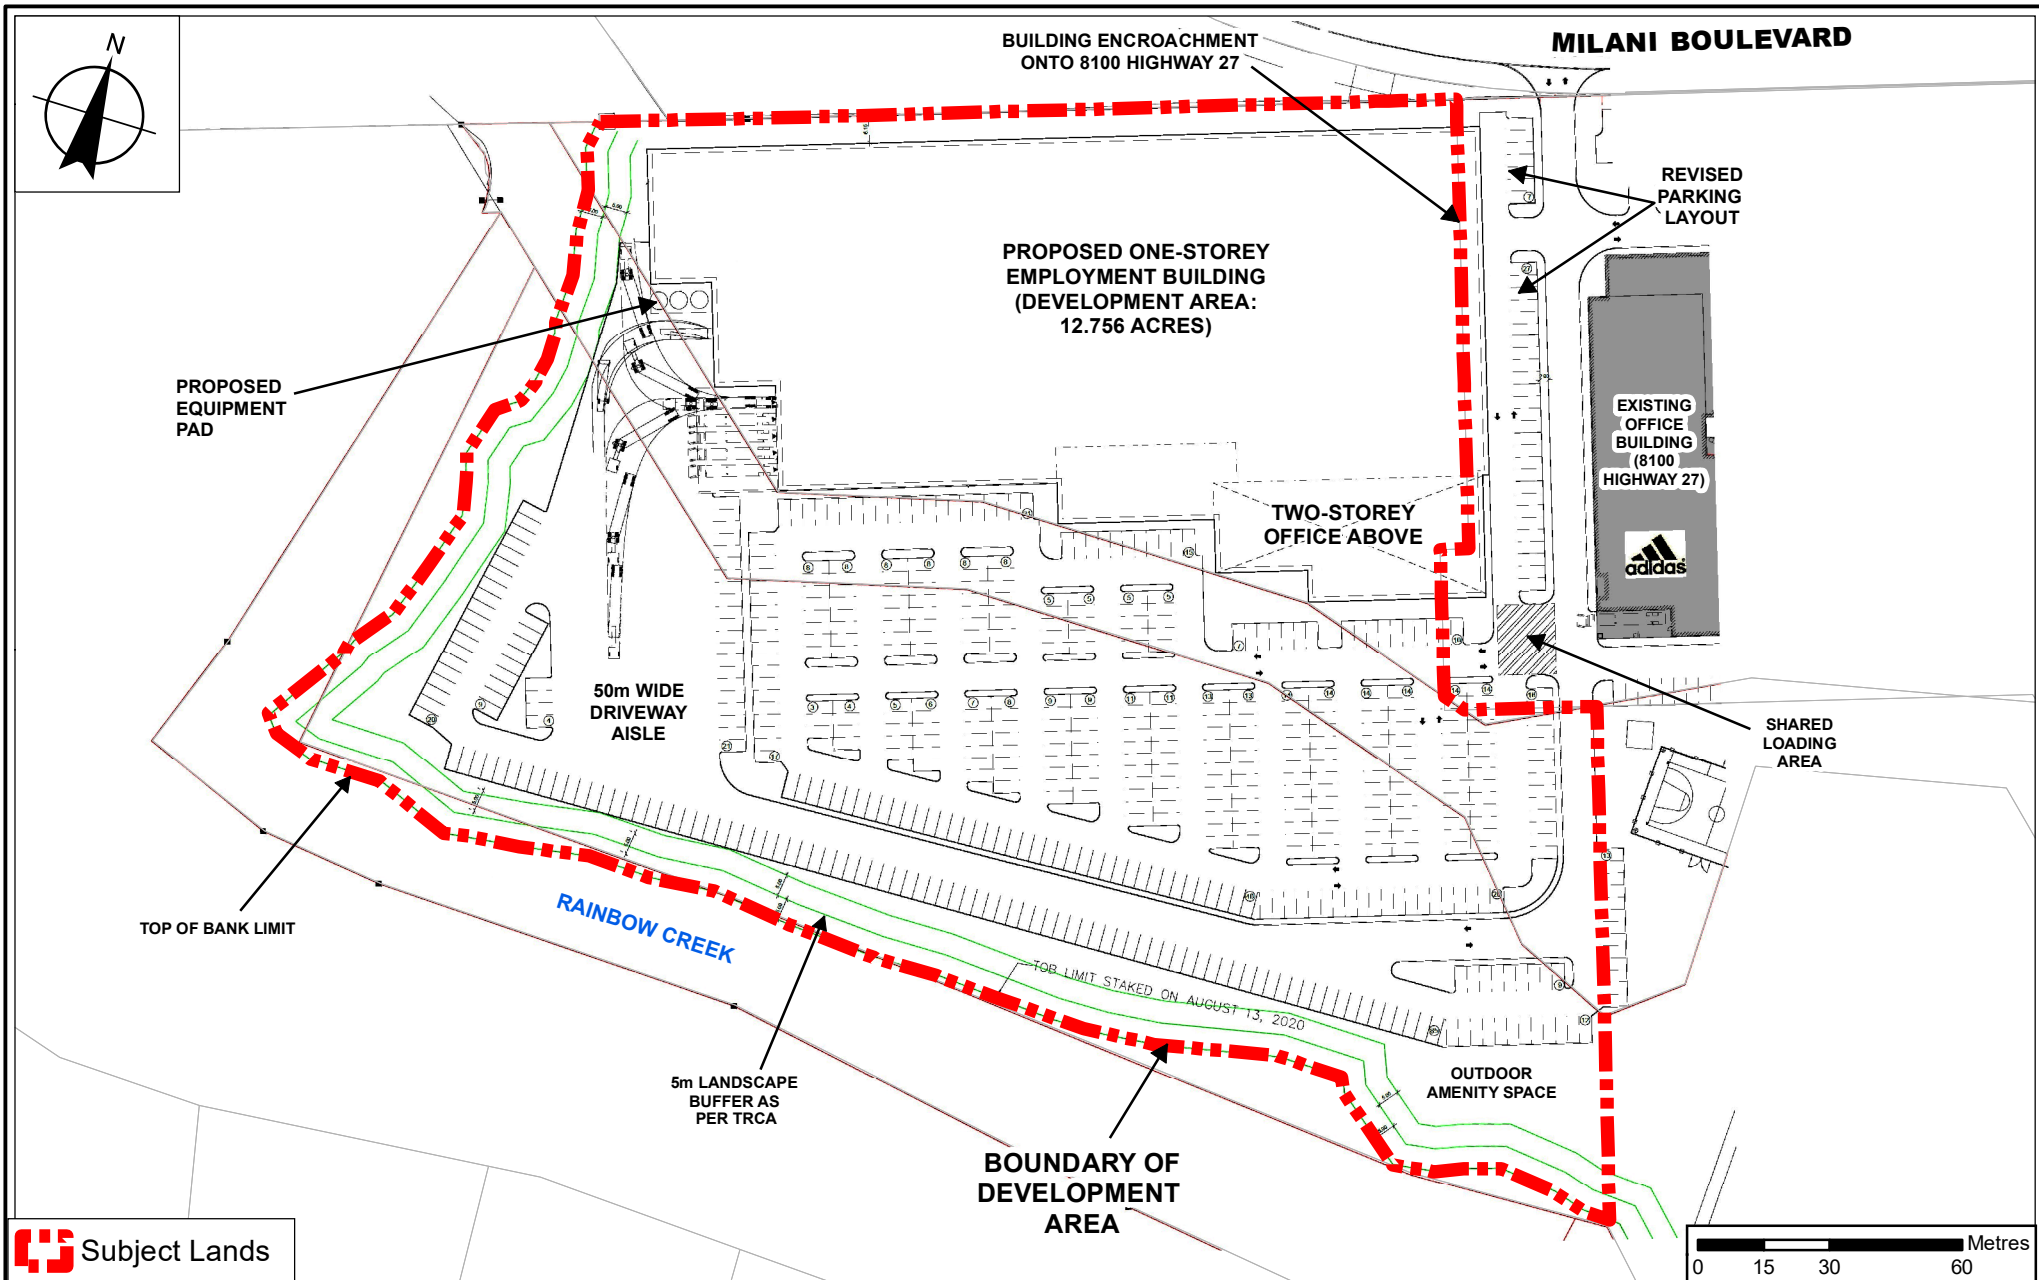 N
BUILDING ENCROACHMENT
ONTO 8100 HIGHWAY 27
MILANI BOULEVARD
REVISED
PARKING
LAYOUT
PROPOSED ONE-STOREY
EMPLOYMENT BUILDING
(DEVELOPMENT AREA:
12.756 ACRES)
PROPOSED
EQUIPMENT
PAD
EXISTING
OFFICE
BUILDING
(8100
HIGHWAY 27)
adidas
TWO-STOREY
OFFICE ABOVE
50m WIDE
DRIVEWAY
AISLE
SHARED
LOADING
AREA
TOP OF BANK LIMIT
RAINBOW CREEK
TOB LIMIT STAKED ON AUGUST 13, 2020
5m LANDSCAPE
BUFFER AS
PER TRCA
OUTDOOR
AMENITY SPACE
BOUNDARY OF
DEVELOPMENT
AREA
Subject Lands
Metres
0 15 30 60